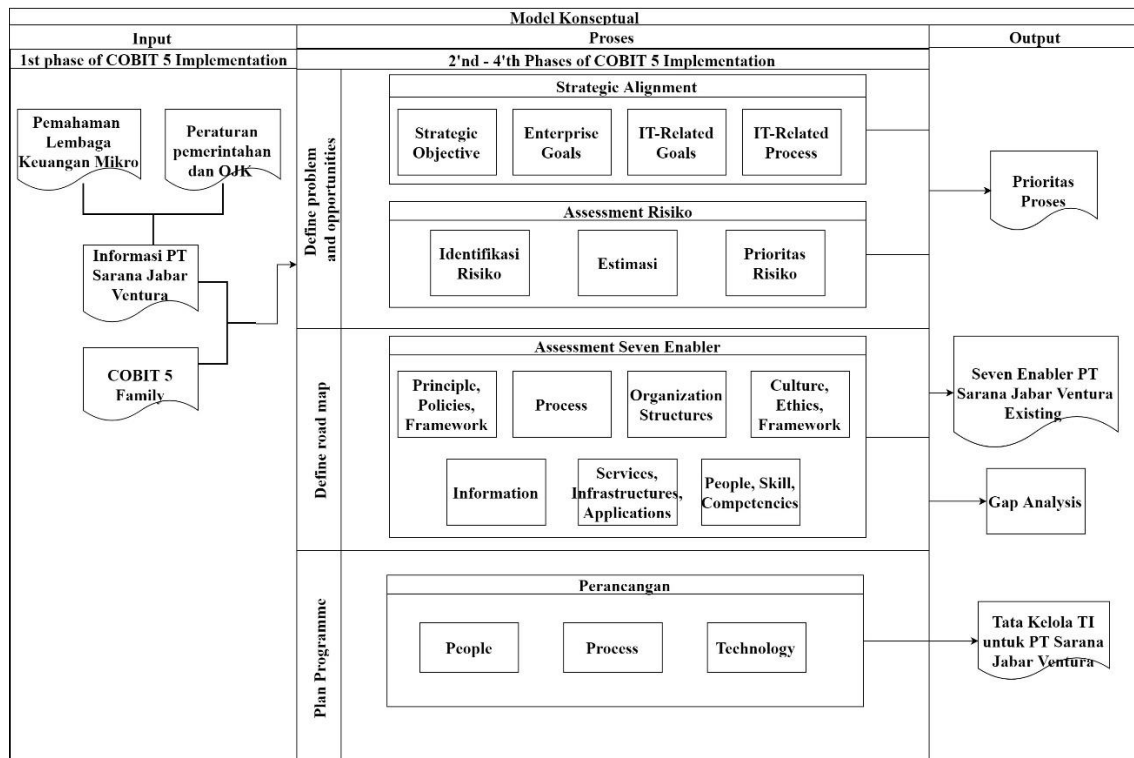 Model Konseptual
Input
Proses
Output
1st phase of COBIT 5 Implementation
2'nd - 4'th Phases of COBIT 5 Implementation
Pemahaman
Lembaga
Keuangan Mikro
Peraturan
pemerintahan
dan OJK
Informasi PT
Sarana Jabar
Ventura
COBIT 5
Family
Define problem
and opportunities
Strategic Alignment
Strategic
Objective
Enterprise
Goals
IT-Related
Goals
IT-Related
Process
Assessment Risiko
Identifikasi
Risiko
Estimasi
Prioritas
Risiko
Prioritas
Proses
Define road map
Assessment Seven Enabler
Principle,
Policies,
Framework
Process
Organization
Structures
Culture,
Ethics,
Framework
Information
Services,
Infrastructures,
Applications
People, Skill,
Competencies
Seven Enabler PT
Sarana Jabar Ventura
Existing
Gap Analysis
Plan Programme
Perancangan
People
Process
Technology
Tata Kelola TI
untuk PT Sarana
Jabar Ventura